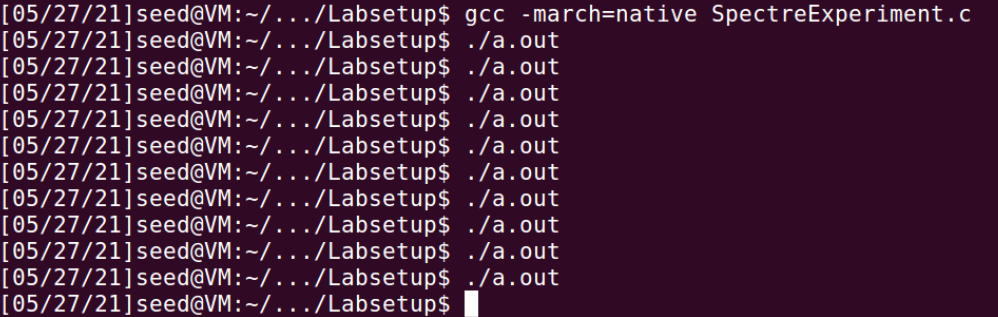 [05/27/21]seed@VM:~/.../Labsetup$ gcc -march=native SpectreExperiment.c
[05/27/21]seed@VM:~/.../Labsetup$ ./a.out
[05/27/21]seed@VM:~/.../Labsetup$ ./a.out
[05/27/21]seed@VM:~/.../Labsetup$ ./a.out
[05/27/21]seed@VM:~/.../Labsetup$ ./a.out
[05/27/21]seed@VM:~/.../Labsetup$ ./a.out
[05/27/21]seed@VM:~/.../Labsetup$ ./a.out
[05/27/21]seed@VM:~/.../Labsetup$ ./a.out
[05/27/21]seed@VM:~/.../Labsetup$ ./a.out
[05/27/21]seed@VM:~/.../Labsetup$ ./a.out
[05/27/21]seed@VM:~/.../Labsetup$ ./a.out
[05/27/21]seed@VM:~/.../Labsetup$